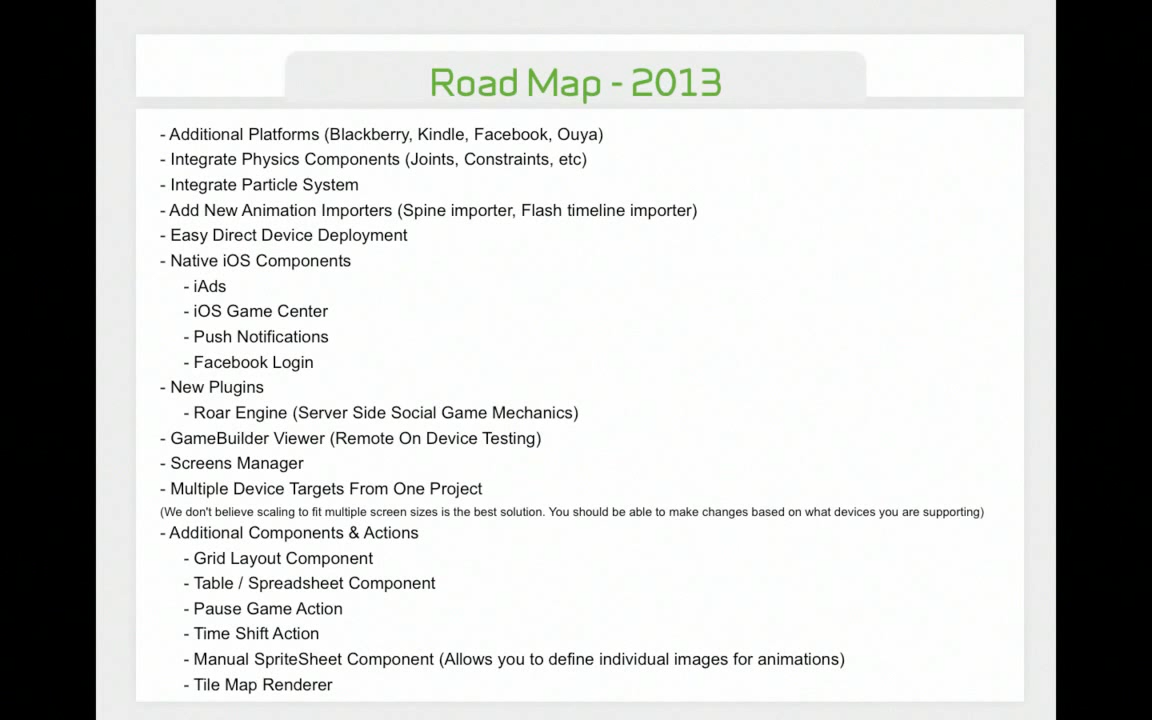 Road Map - 2013
- Additional Platforms (Blackberry, Kindle, Facebook, Ouya)
- Integrate Physics Components (Joints, Constraints, etc)
- Integrate Particle System
- Add New Animation Importers (Spine importer, Flash timeline importer)
- Easy Direct Device Deployment
- Native iOS Components
- iAds
- iOS Game Center
- Push Notifications
- Facebook Login
- New Plugins
- Roar Engine (Server Side Social Game Mechanics)
- GameBuilder Viewer (Remote On Device Testing)
- Screens Manager
- Multiple Device Targets From One Project
(We don't believe scaling to fit multiple screen sizes is the best solution. You should be able to make changes based on what devices you are supporting)
- Additional Components & Actions
- Grid Layout Component
- Table / Spreadsheet Component
- Pause Game Action
- Time Shift Action
- Manual SpriteSheet Component (Allows you to define individual images for animations)
- Tile Map Renderer